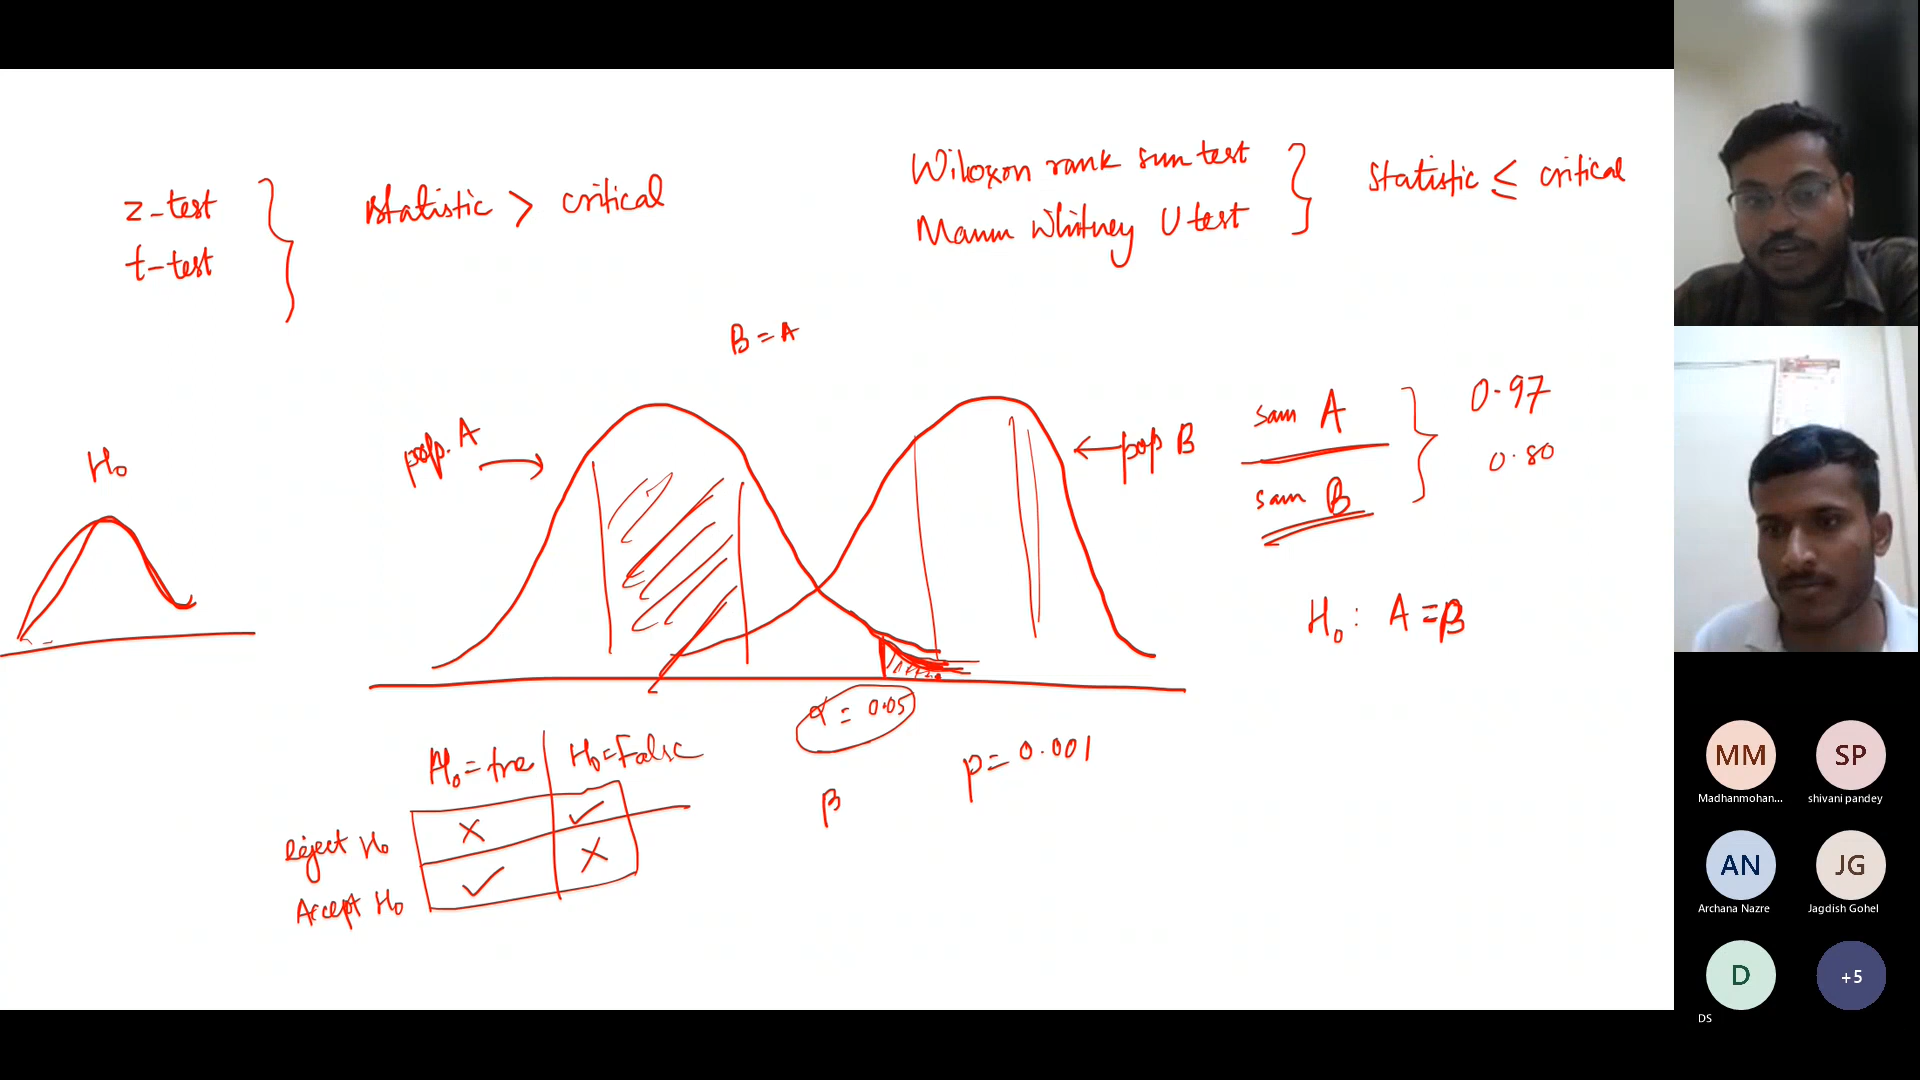 z-test
t-test
statistic > critical
Wilcoxon rank sum test
Mann Whitney U test
statistic ≤ critical
B = A
pop. A
pop B
sam A
sam B
0.97
0.80
H₀
H₀: A = B
α = 0.05
p = 0.001
β
H₀ = true
H₀ = False
Reject H₀
✗ ✓
Accept H₀
✓ ✗
MM
Madhanmohan...
SP
shivani pandey
AN
Archana Nazre
JG
Jagdish Gohel
D
DS
+5